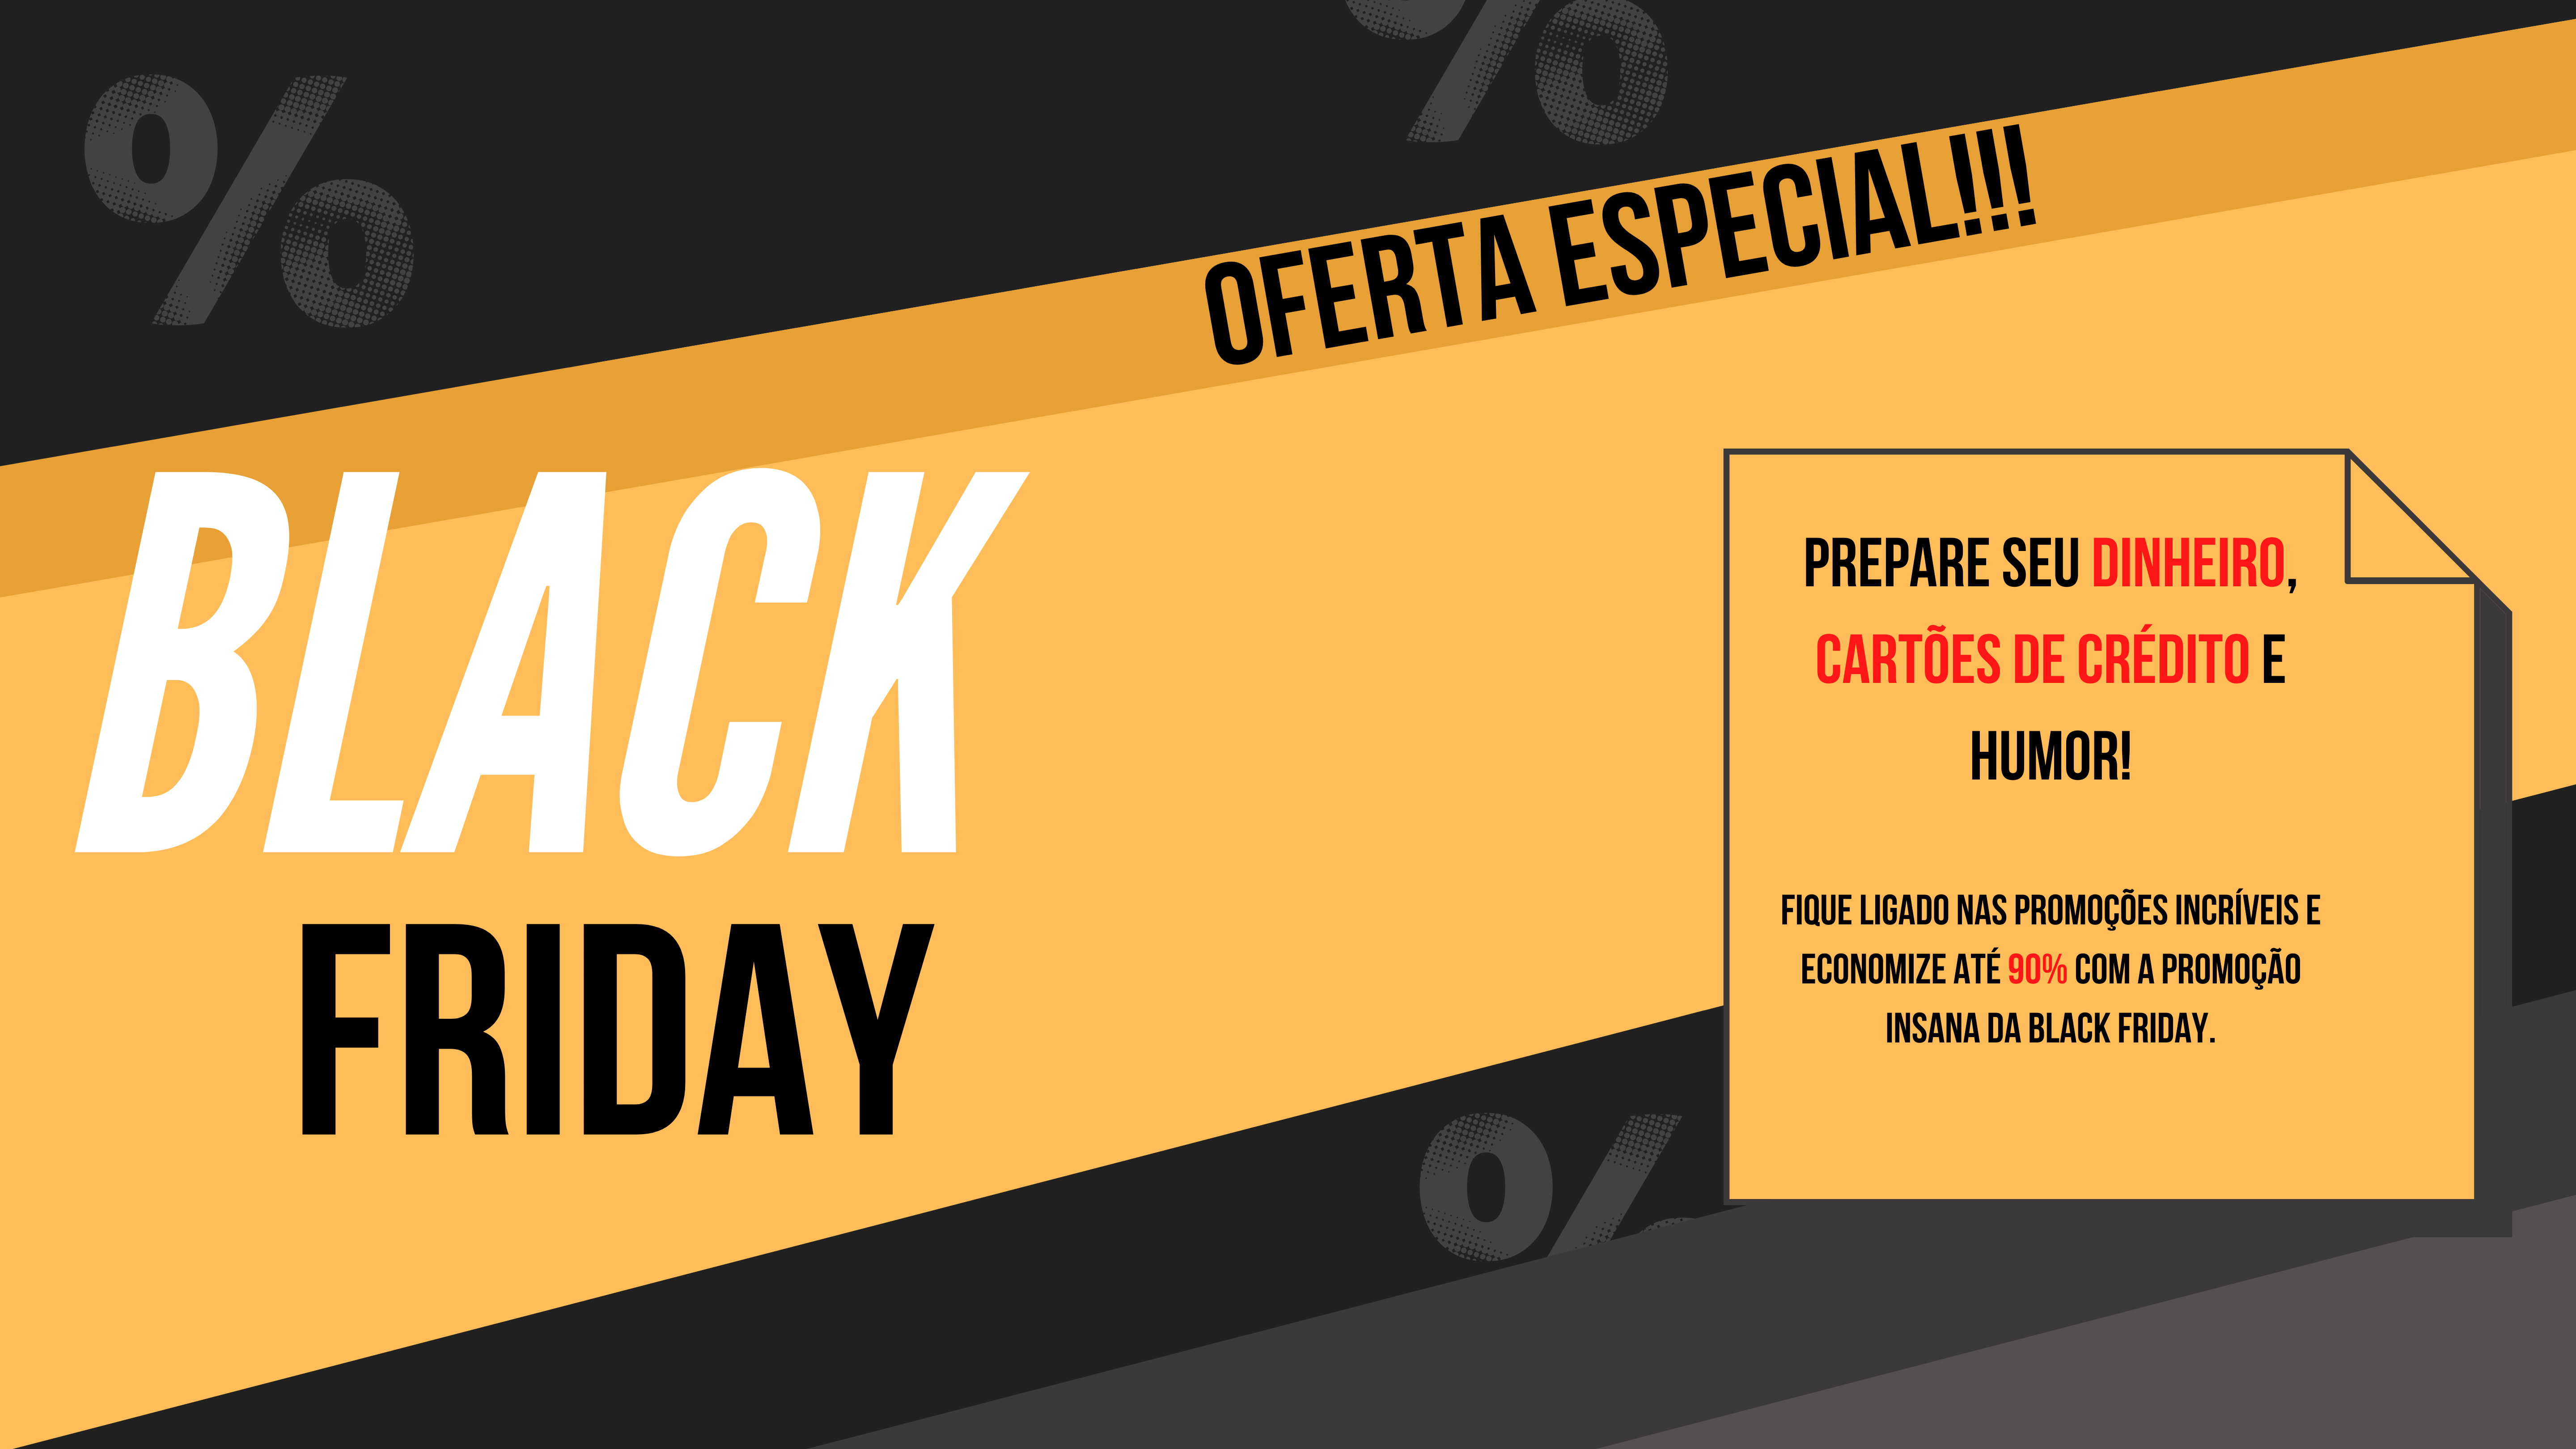 OFERTA ESPECIAL!!!
BLACK
FRIDAY
PREPARE SEU DINHEIRO,
CARTÕES DE CRÉDITO E
HUMOR!
FIQUE LIGADO NAS PROMOÇÕES INCRÍVEIS E
ECONOMIZE ATÉ 90% COM A PROMOÇÃO
INSANA DA BLACK FRIDAY.
%
%
%